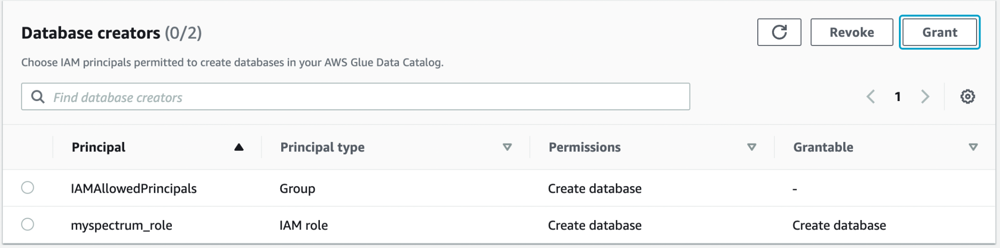 Database creators (0/2)
Revoke
Grant
Choose IAM principals permitted to create databases in your AWS Glue Data Catalog.
Find database creators
1
Principal Principal type Permissions Grantable
IAMAllowedPrincipals Group Create database -
myspectrum_role IAM role Create database Create database